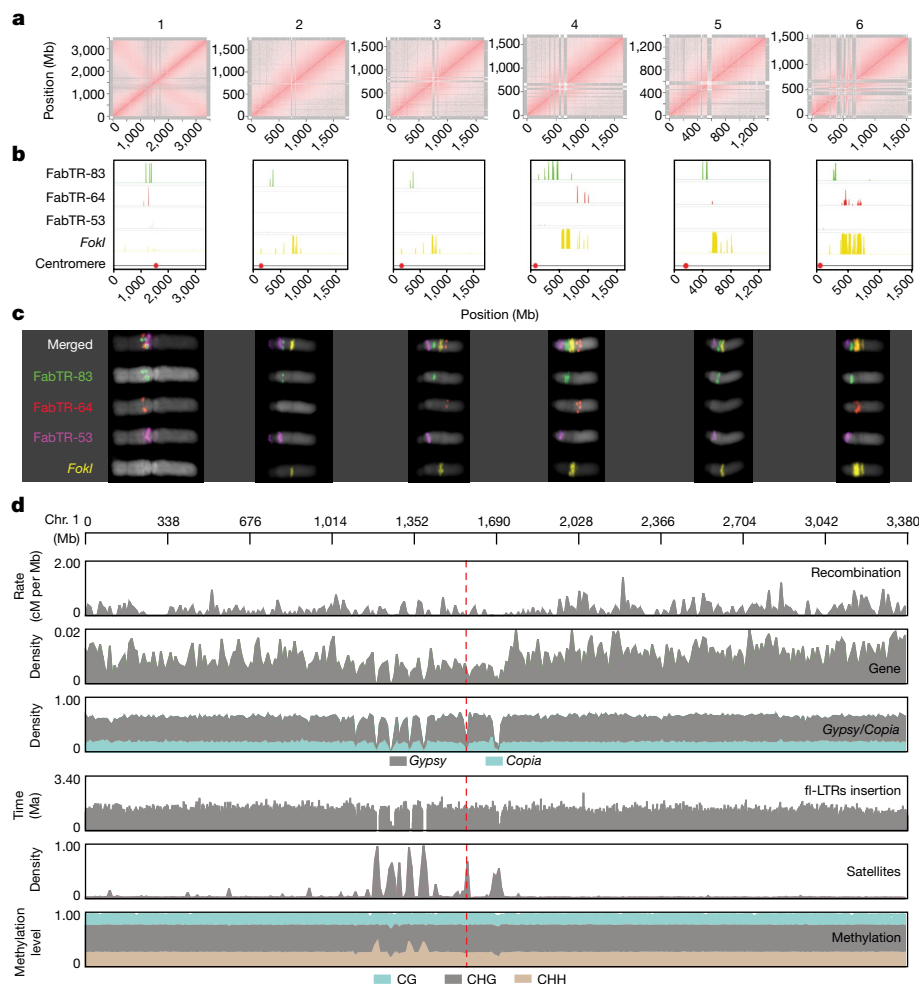 a
1 2 3 4 5 6
Position (Mb)
3,000 2,000 1,000 0
1,500 1,000 500 0
1,500 1,000 500 0
1,500 1,000 500 0
1,200 800 400 0
1,500 1,000 500 0
0 1,000 2,000 3,000
0 500 1,000 1,500
0 500 1,000 1,500
0 500 1,000 1,500
0 400 800 1,200
0 500 1,000 1,500
b
FabTR-83
FabTR-64
FabTR-53
FokI
Centromere
0 1,000 2,000 3,000
0 500 1,000 1,500
0 500 1,000 1,500
0 500 1,000 1,500
0 400 800 1,200
0 500 1,000 1,500
Position (Mb)
c
Merged
FabTR-83
FabTR-64
FabTR-53
FokI
d
Chr. 1 (Mb) 0 338 676 1,014 1,352 1,690 2,028 2,366 2,704 3,042 3,380
Rate (cM per Mb) 2.00 0 Recombination
Density 0.02 0 Gene
Density 1.00 0 Gypsy/Copia
Gypsy Copia
Time (Ma) 3.40 0 fl-LTRs insertion
Density 1.00 0 Satellites
Methylation level 1.00 0 Methylation
CG CHG CHH